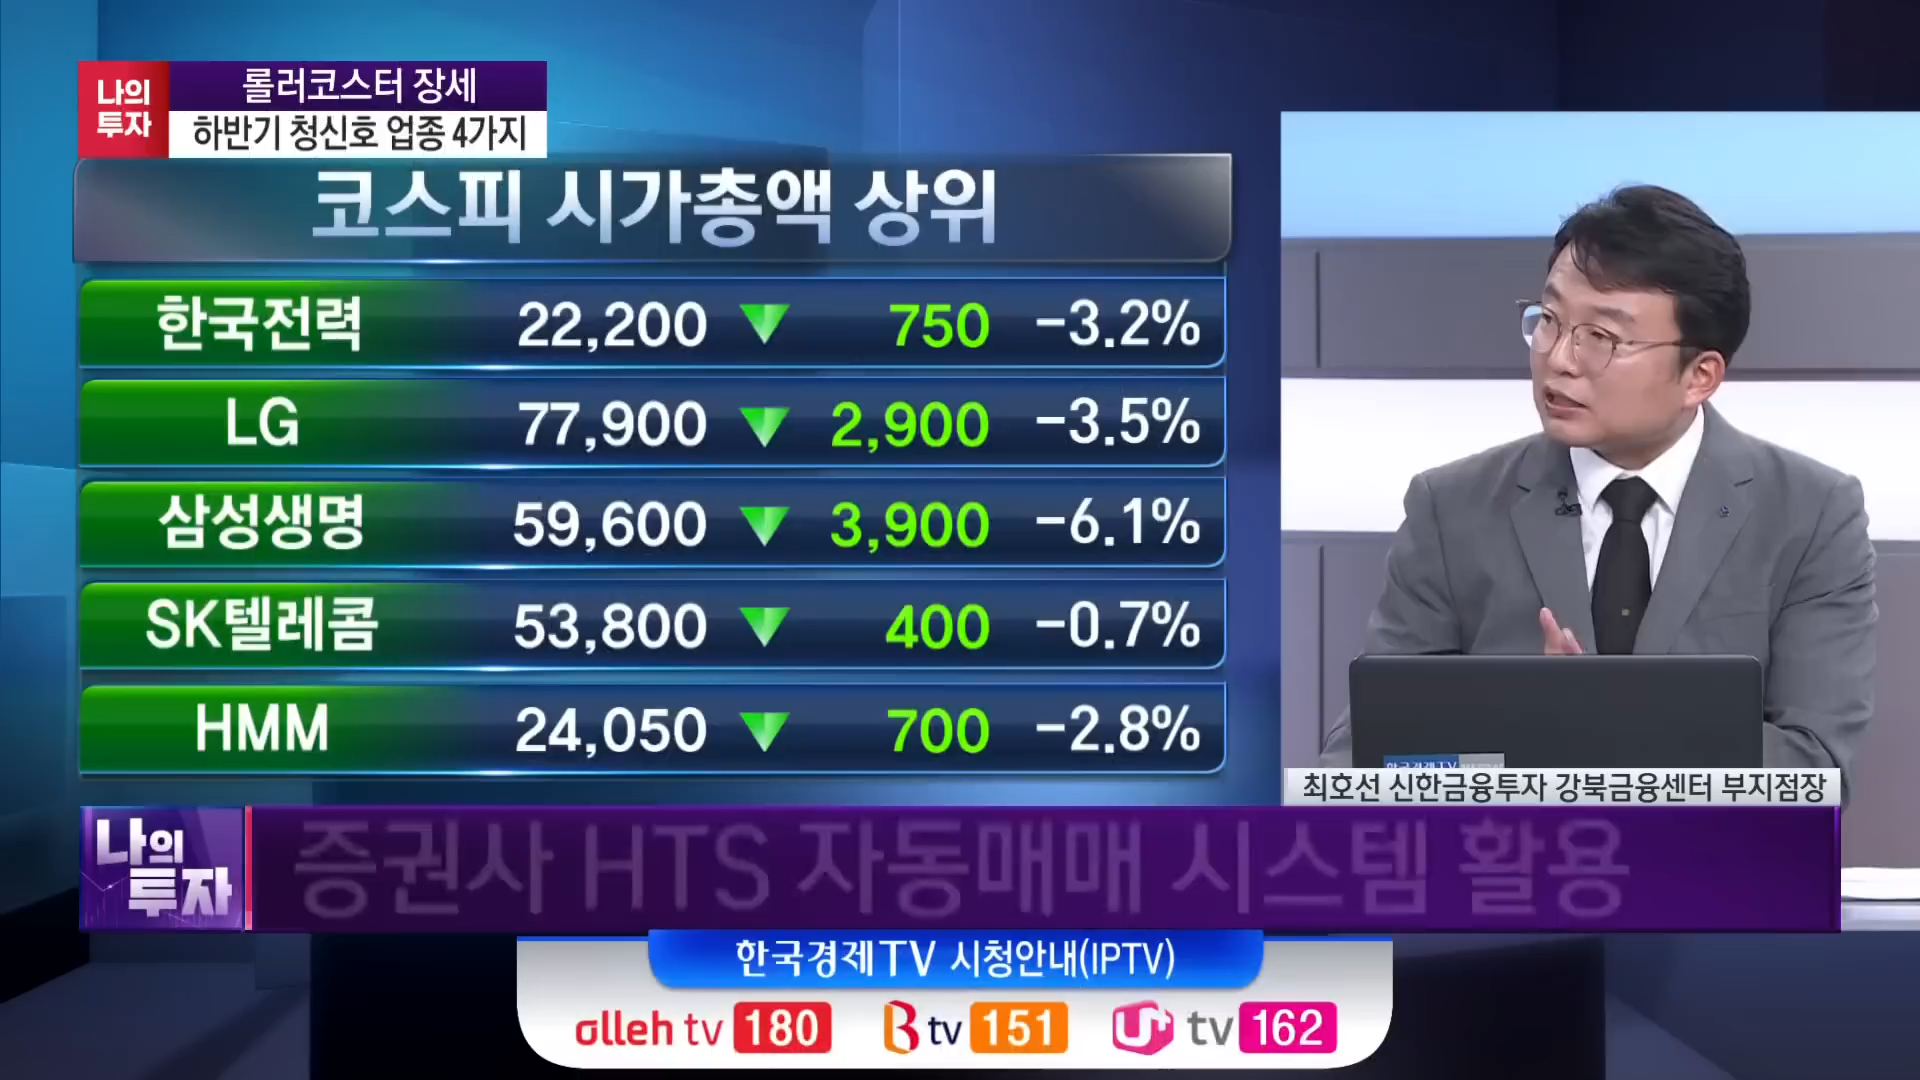 나의
투자
롤러코스터 장세
하반기 청신호 업종 4가지
코스피 시가총액 상위
한국전력 22,200 ▼ 750 -3.2%
LG 77,900 ▼ 2,900 -3.5%
삼성생명 59,600 ▼ 3,900 -6.1%
SK텔레콤 53,800 ▼ 400 -0.7%
HMM 24,050 ▼ 700 -2.8%
한국경제TV
최호선 신한금융투자 강북금융센터 부지점장
나의
투자
증권사 HTS 자동매매 시스템 활용
한국경제TV 시청안내(IPTV)
olleh tv 180 B tv 151 U+ tv 162